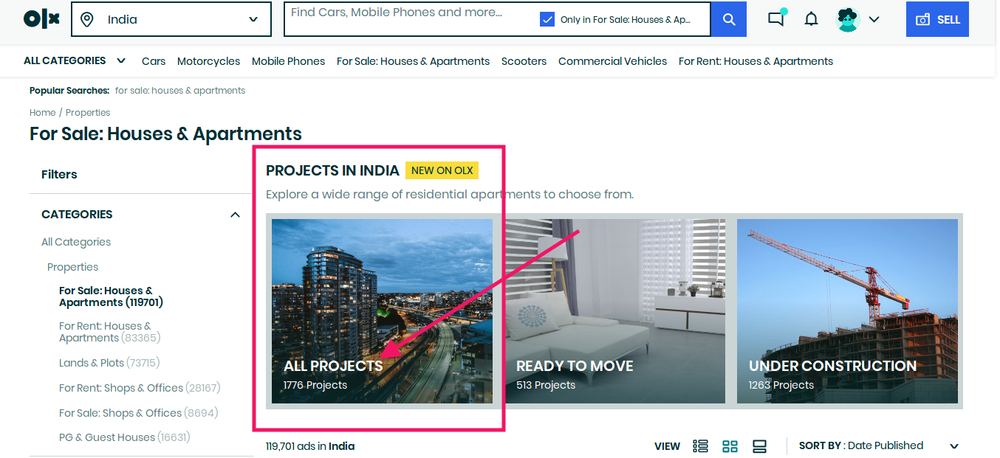 olx
India
Find Cars, Mobile Phones and more...
Only in For Sale: Houses & Ap...
SELL
ALL CATEGORIES
Cars
Motorcycles
Mobile Phones
For Sale: Houses & Apartments
Scooters
Commercial Vehicles
For Rent: Houses & Apartments
Popular Searches: for sale: houses & apartments
Home / Properties
For Sale: Houses & Apartments
Filters
CATEGORIES
All Categories
Properties
For Sale: Houses &
Apartments (119701)
For Rent: Houses &
Apartments (83365)
Lands & Plots (73715)
For Rent: Shops & Offices (28167)
For Sale: Shops & Offices (8694)
PG & Guest Houses (16631)
PROJECTS IN INDIA NEW ON OLX
Explore a wide range of residential apartments to choose from.
ALL PROJECTS
1776 Projects
READY TO MOVE
513 Projects
UNDER CONSTRUCTION
1263 Projects
119,701 ads in India
VIEW
SORT BY : Date Published